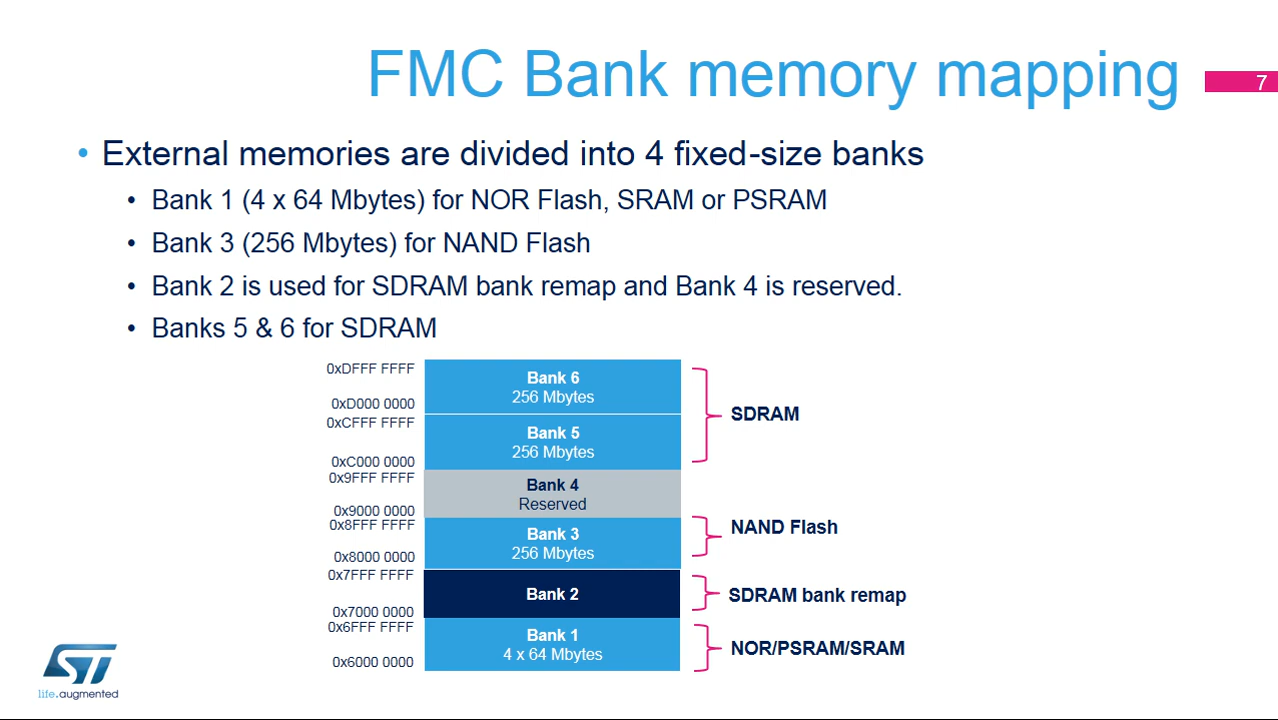 FMC Bank memory mapping
7
• External memories are divided into 4 fixed-size banks
• Bank 1 (4 x 64 Mbytes) for NOR Flash, SRAM or PSRAM
• Bank 3 (256 Mbytes) for NAND Flash
• Bank 2 is used for SDRAM bank remap and Bank 4 is reserved.
• Banks 5 & 6 for SDRAM
0xDFFF FFFF
Bank 6
256 Mbytes
0xD000 0000
SDRAM
0xCFFF FFFF
Bank 5
256 Mbytes
0xC000 0000
0x9FFF FFFF
Bank 4
Reserved
0x9000 0000
0x8FFF FFFF
NAND Flash
Bank 3
256 Mbytes
0x8000 0000
0x7FFF FFFF
Bank 2
SDRAM bank remap
0x7000 0000
0x6FFF FFFF
Bank 1
4 x 64 Mbytes
NOR/PSRAM/SRAM
0x6000 0000
ST
life.augmented